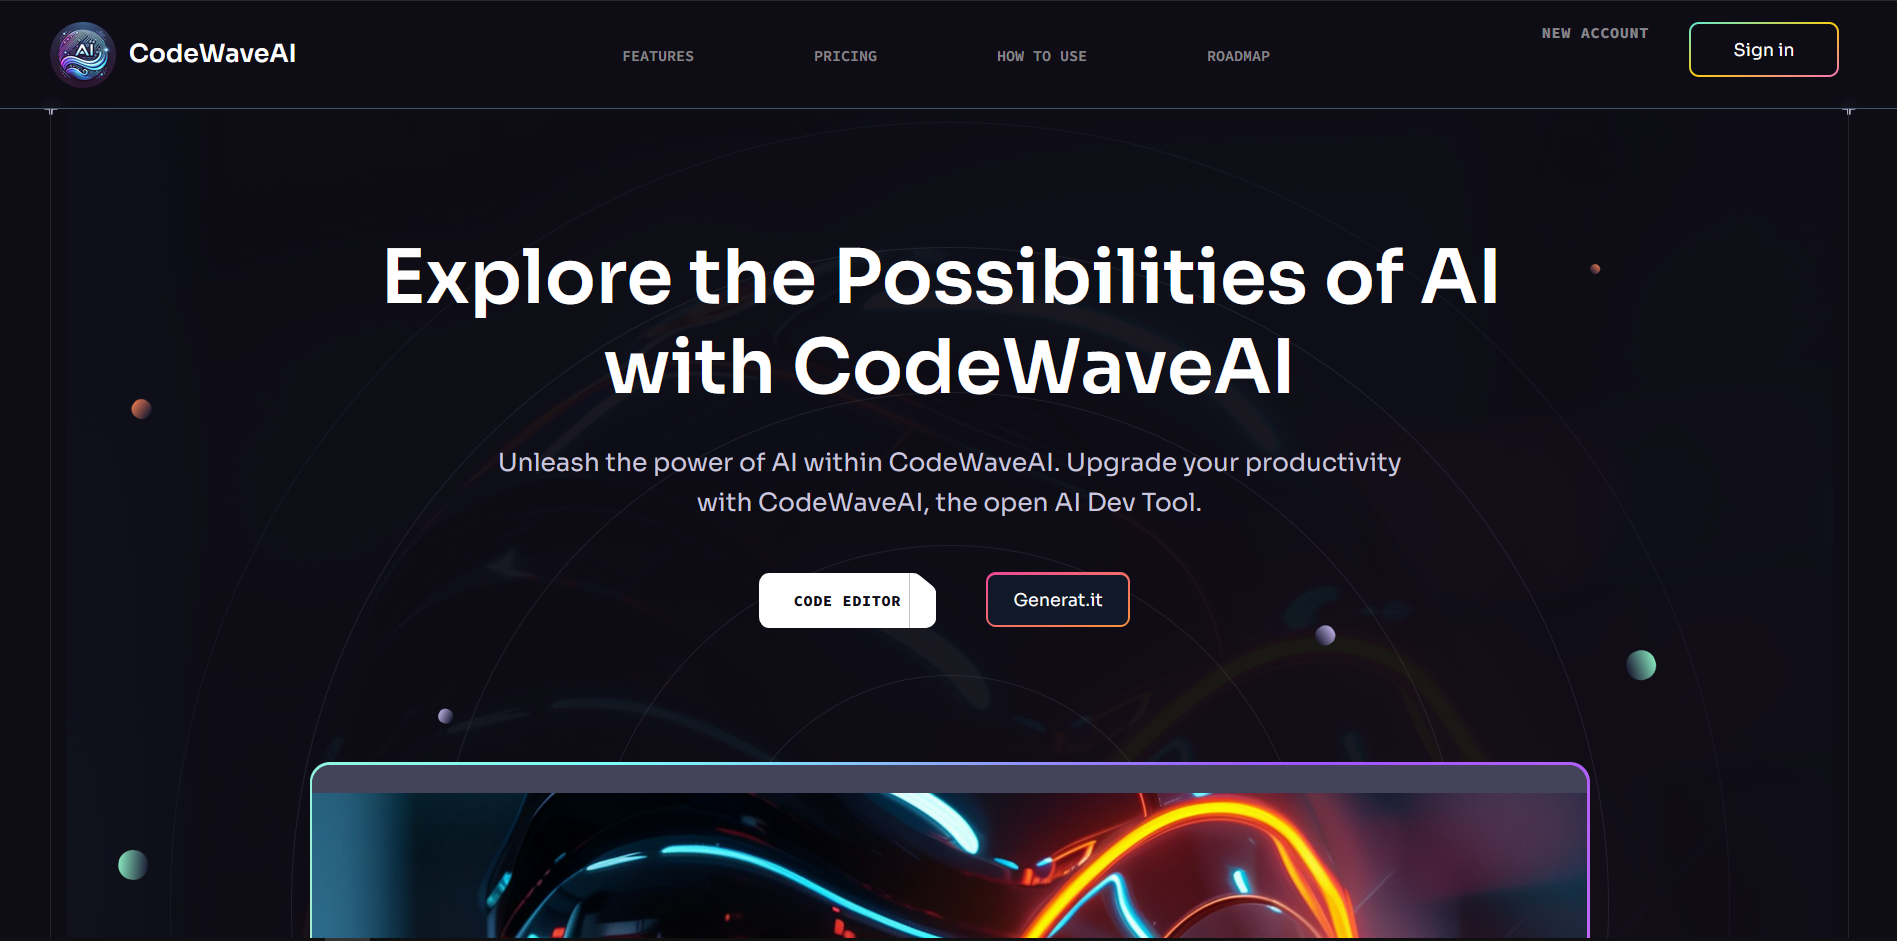 AI
CodeWaveAI
FEATURES
PRICING
HOW TO USE
ROADMAP
NEW ACCOUNT
Sign in
Explore the Possibilities of AI
with CodeWaveAI
Unleash the power of AI within CodeWaveAI. Upgrade your productivity
with CodeWaveAI, the open AI Dev Tool.
CODE EDITOR
Generat.it